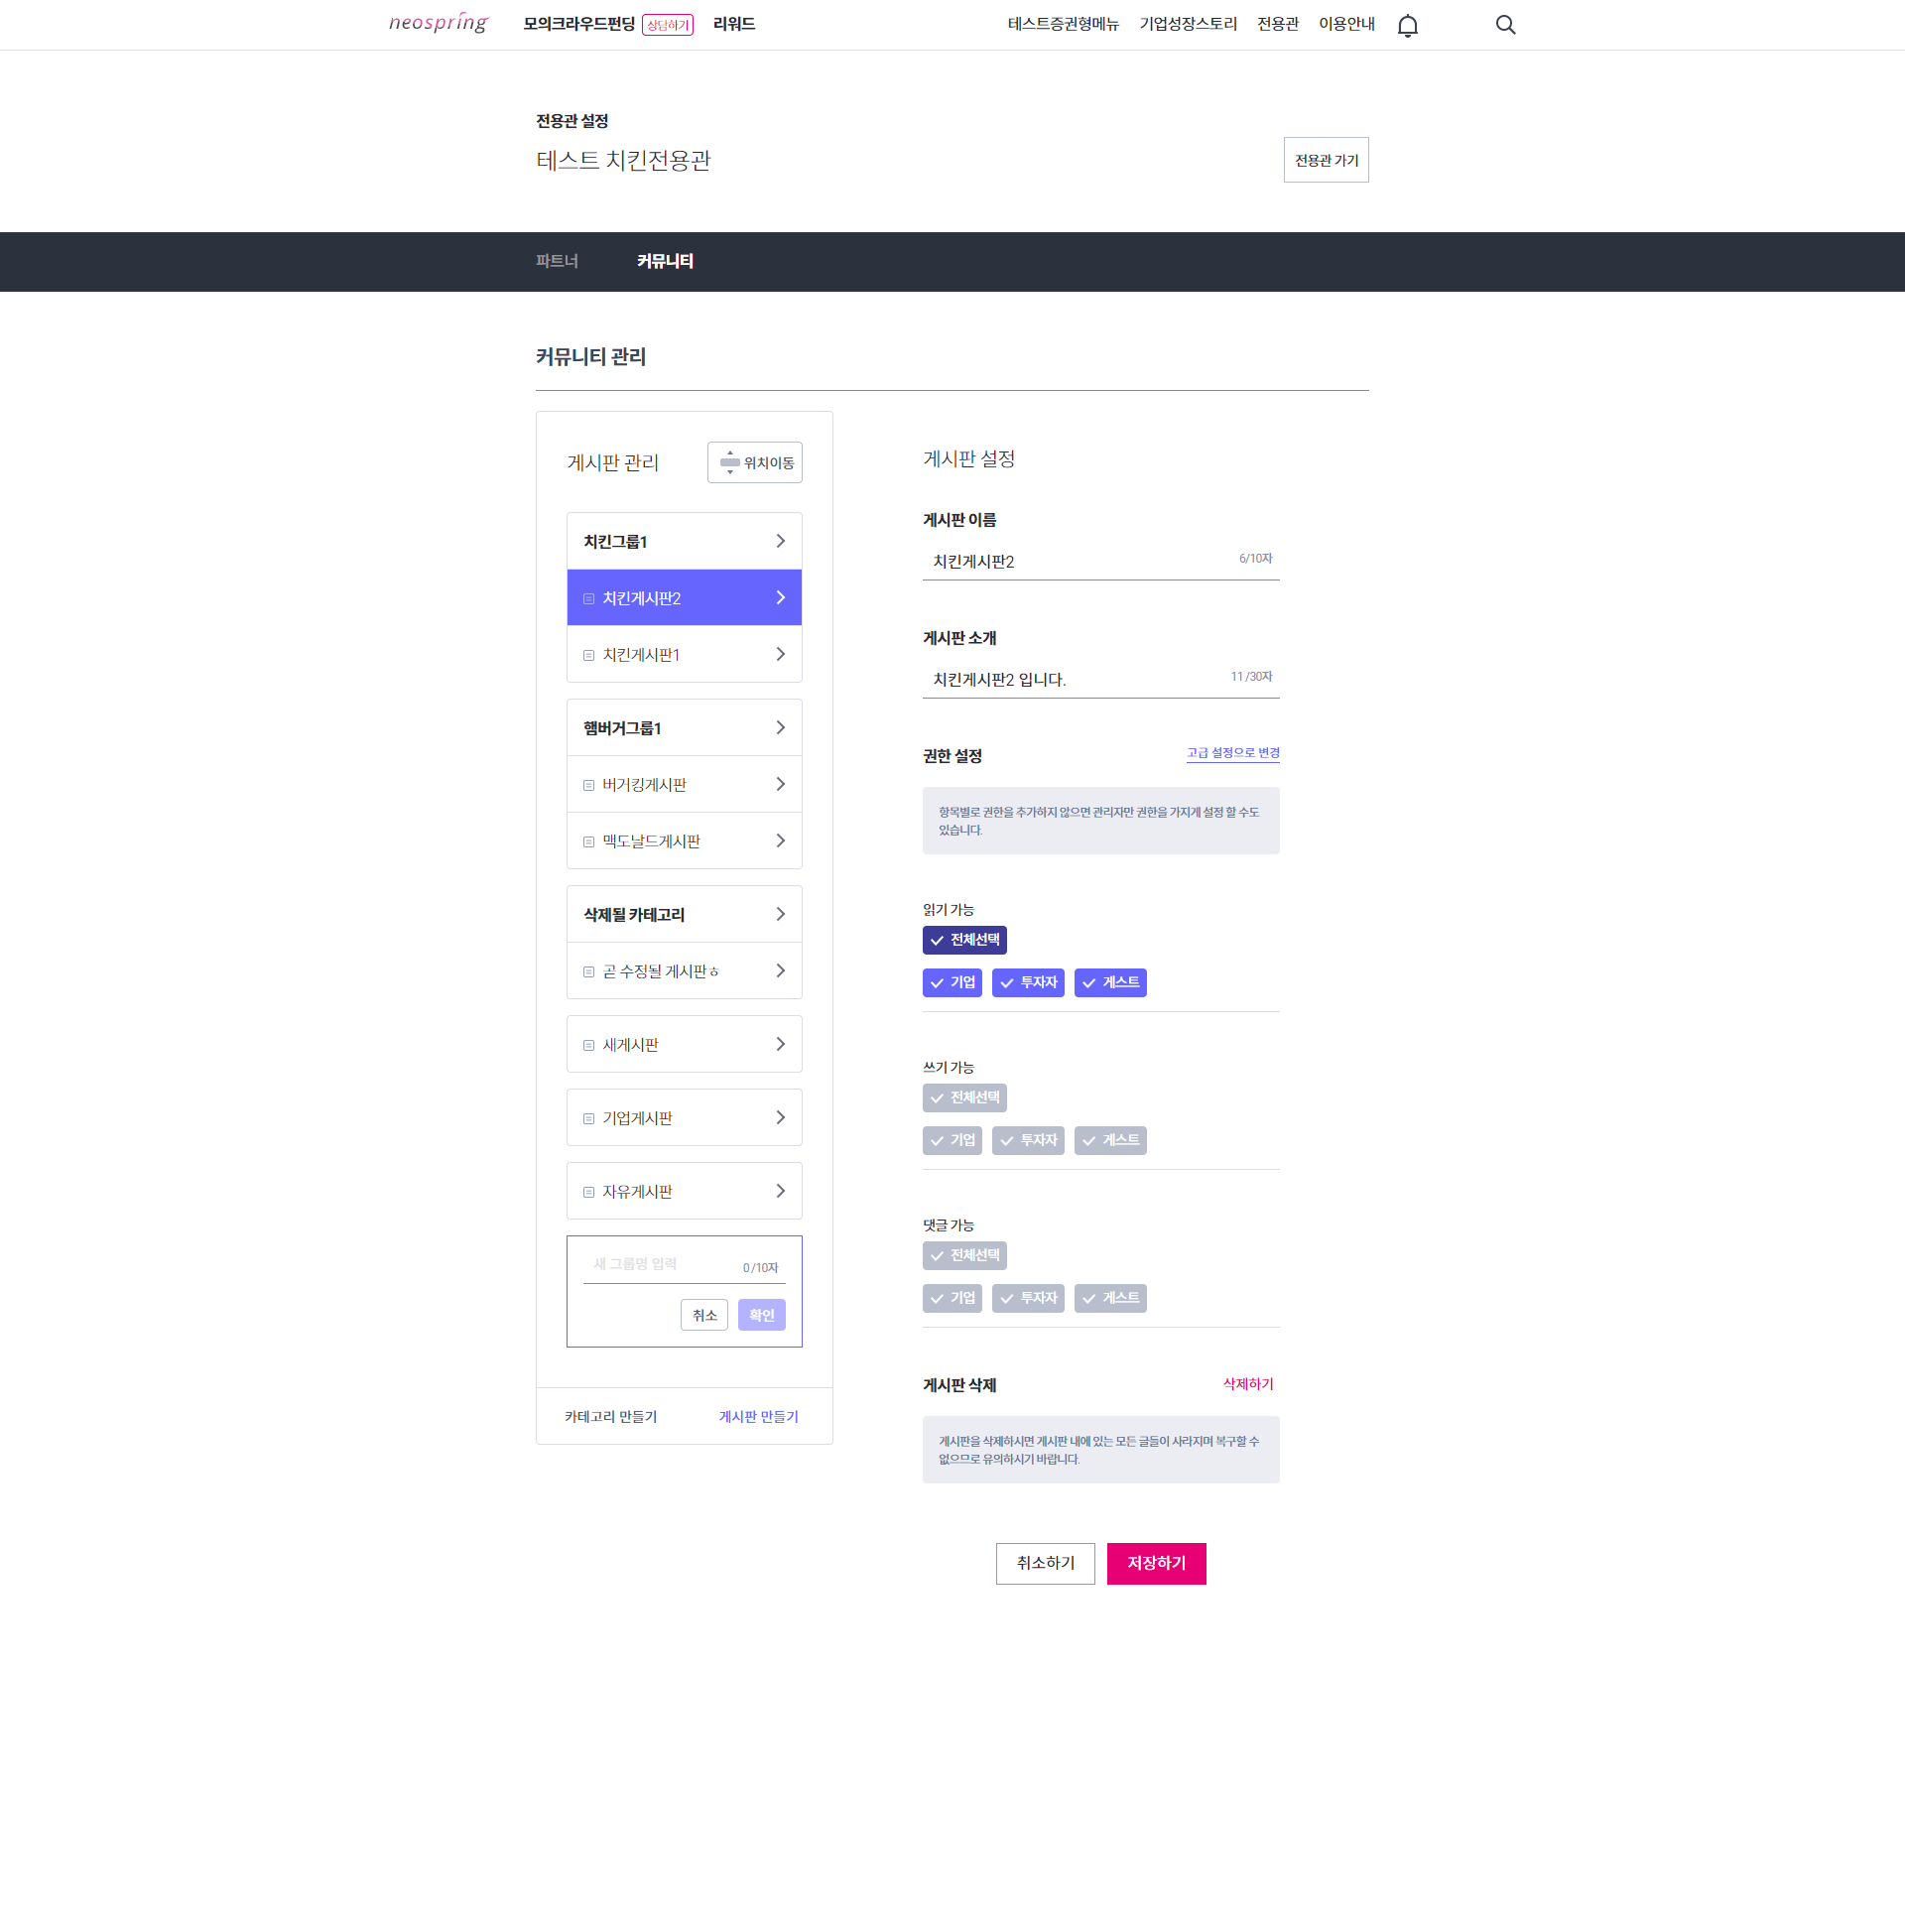 neospring
모의크라우드펀딩 상담하기 리워드
테스트증권형메뉴 기업성장스토리 전용관 이용안내
전용관 설정
테스트 치킨전용관
전용관 가기
파트너 커뮤니티
커뮤니티 관리
게시판 관리
위치이동
치킨그룹1
치킨게시판2
치킨게시판1
햄버거그룹1
버거킹게시판
맥도날드게시판
삭제될 카테고리
곧 수정될 게시판ㅎ
새게시판
기업게시판
자유게시판
새 그룹명 입력
0/10자
취소 확인
카테고리 만들기 게시판 만들기
게시판 설정
게시판 이름
치킨게시판2
6/10자
게시판 소개
치킨게시판2 입니다.
11/30자
권한 설정
고급 설정으로 변경
항목별로 권한을 추가하지 않으면 관리자만 권한을 가지게 설정 할 수도
있습니다.
읽기 가능
전체선택
기업 투자자 게스트
쓰기 가능
전체선택
기업 투자자 게스트
댓글 가능
전체선택
기업 투자자 게스트
게시판 삭제
삭제하기
게시판을 삭제하시면 게시판 내에 있는 모든 글들이 사라지며 복구할 수
없으므로 유의하시기 바랍니다.
취소하기 저장하기